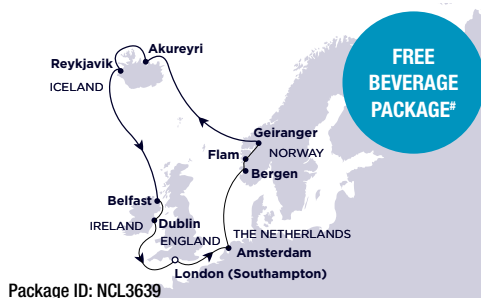 Akureyri
Reykjavik
ICELAND
FREE
BEVERAGE
PACKAGE#
Geiranger
Flam
NORWAY
Bergen
Belfast
IRELAND
Dublin
ENGLAND
THE NETHERLANDS
Amsterdam
London (Southampton)
Package ID: NCL3639